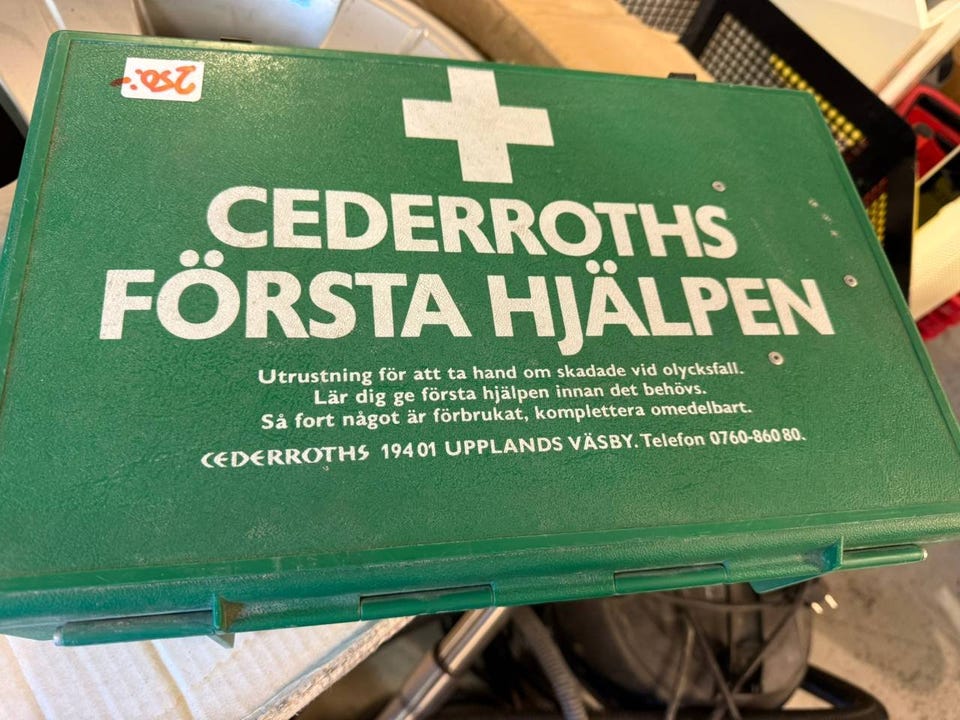 250:-
CEDERROTHS
FÖRSTA HJÄLPEN
Utrustning för att ta hand om skadade vid olycksfall.
Lär dig ge första hjälpen innan det behövs.
Så fort något är förbrukat, komplettera omedelbart.
CEDERROTHS 194 01 UPPLANDS VÄSBY. Telefon 0760-860 80.